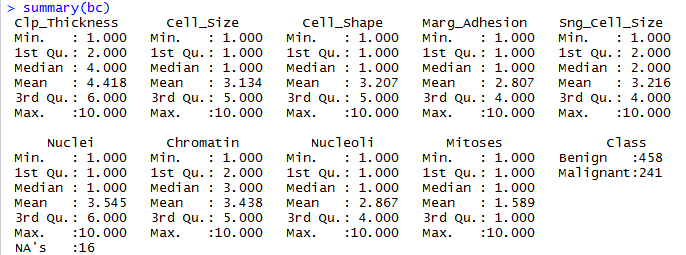 > summary(bc)
Clp_Thickness Cell_Size Cell_Shape Marg_Adhesion Sng_Cell_Size
Min. : 1.000 Min. : 1.000 Min. : 1.000 Min. : 1.000 Min. : 1.000
1st Qu.: 2.000 1st Qu.: 1.000 1st Qu.: 1.000 1st Qu.: 1.000 1st Qu.: 2.000
Median : 4.000 Median : 1.000 Median : 1.000 Median : 1.000 Median : 2.000
Mean : 4.418 Mean : 3.134 Mean : 3.207 Mean : 2.807 Mean : 3.216
3rd Qu.: 6.000 3rd Qu.: 5.000 3rd Qu.: 5.000 3rd Qu.: 4.000 3rd Qu.: 4.000
Max. :10.000 Max. :10.000 Max. :10.000 Max. :10.000 Max. :10.000
Nuclei Chromatin Nucleoli Mitoses Class
Min. : 1.000 Min. : 1.000 Min. : 1.000 Min. : 1.000 Benign :458
1st Qu.: 1.000 1st Qu.: 2.000 1st Qu.: 1.000 1st Qu.: 1.000 Malignant:241
Median : 1.000 Median : 3.000 Median : 1.000 Median : 1.000
Mean : 3.545 Mean : 3.438 Mean : 2.867 Mean : 1.589
3rd Qu.: 6.000 3rd Qu.: 5.000 3rd Qu.: 4.000 3rd Qu.: 1.000
Max. :10.000 Max. :10.000 Max. :10.000 Max. :10.000
NA's :16